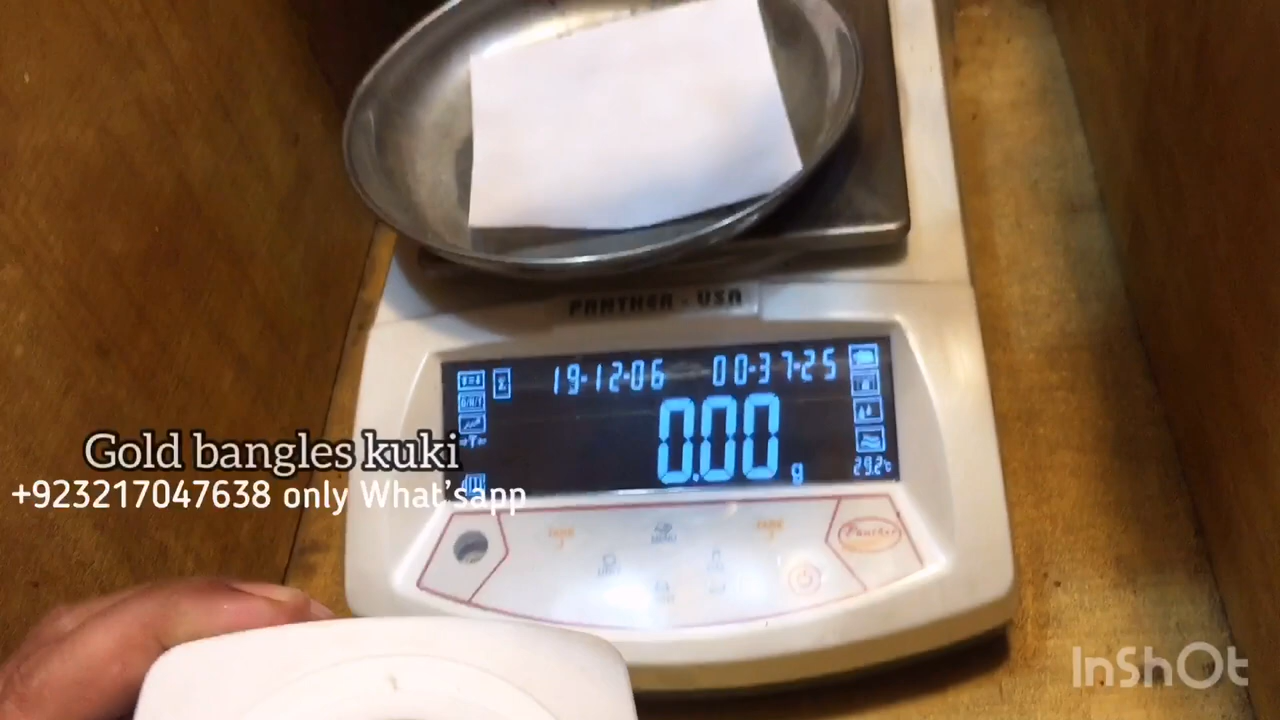 PANTHER - USA
19-12-06 00-37-25
0.00 g
29.2°c
Gold bangles kuki
+923217047638 only What'sapp
Panther
InShOt